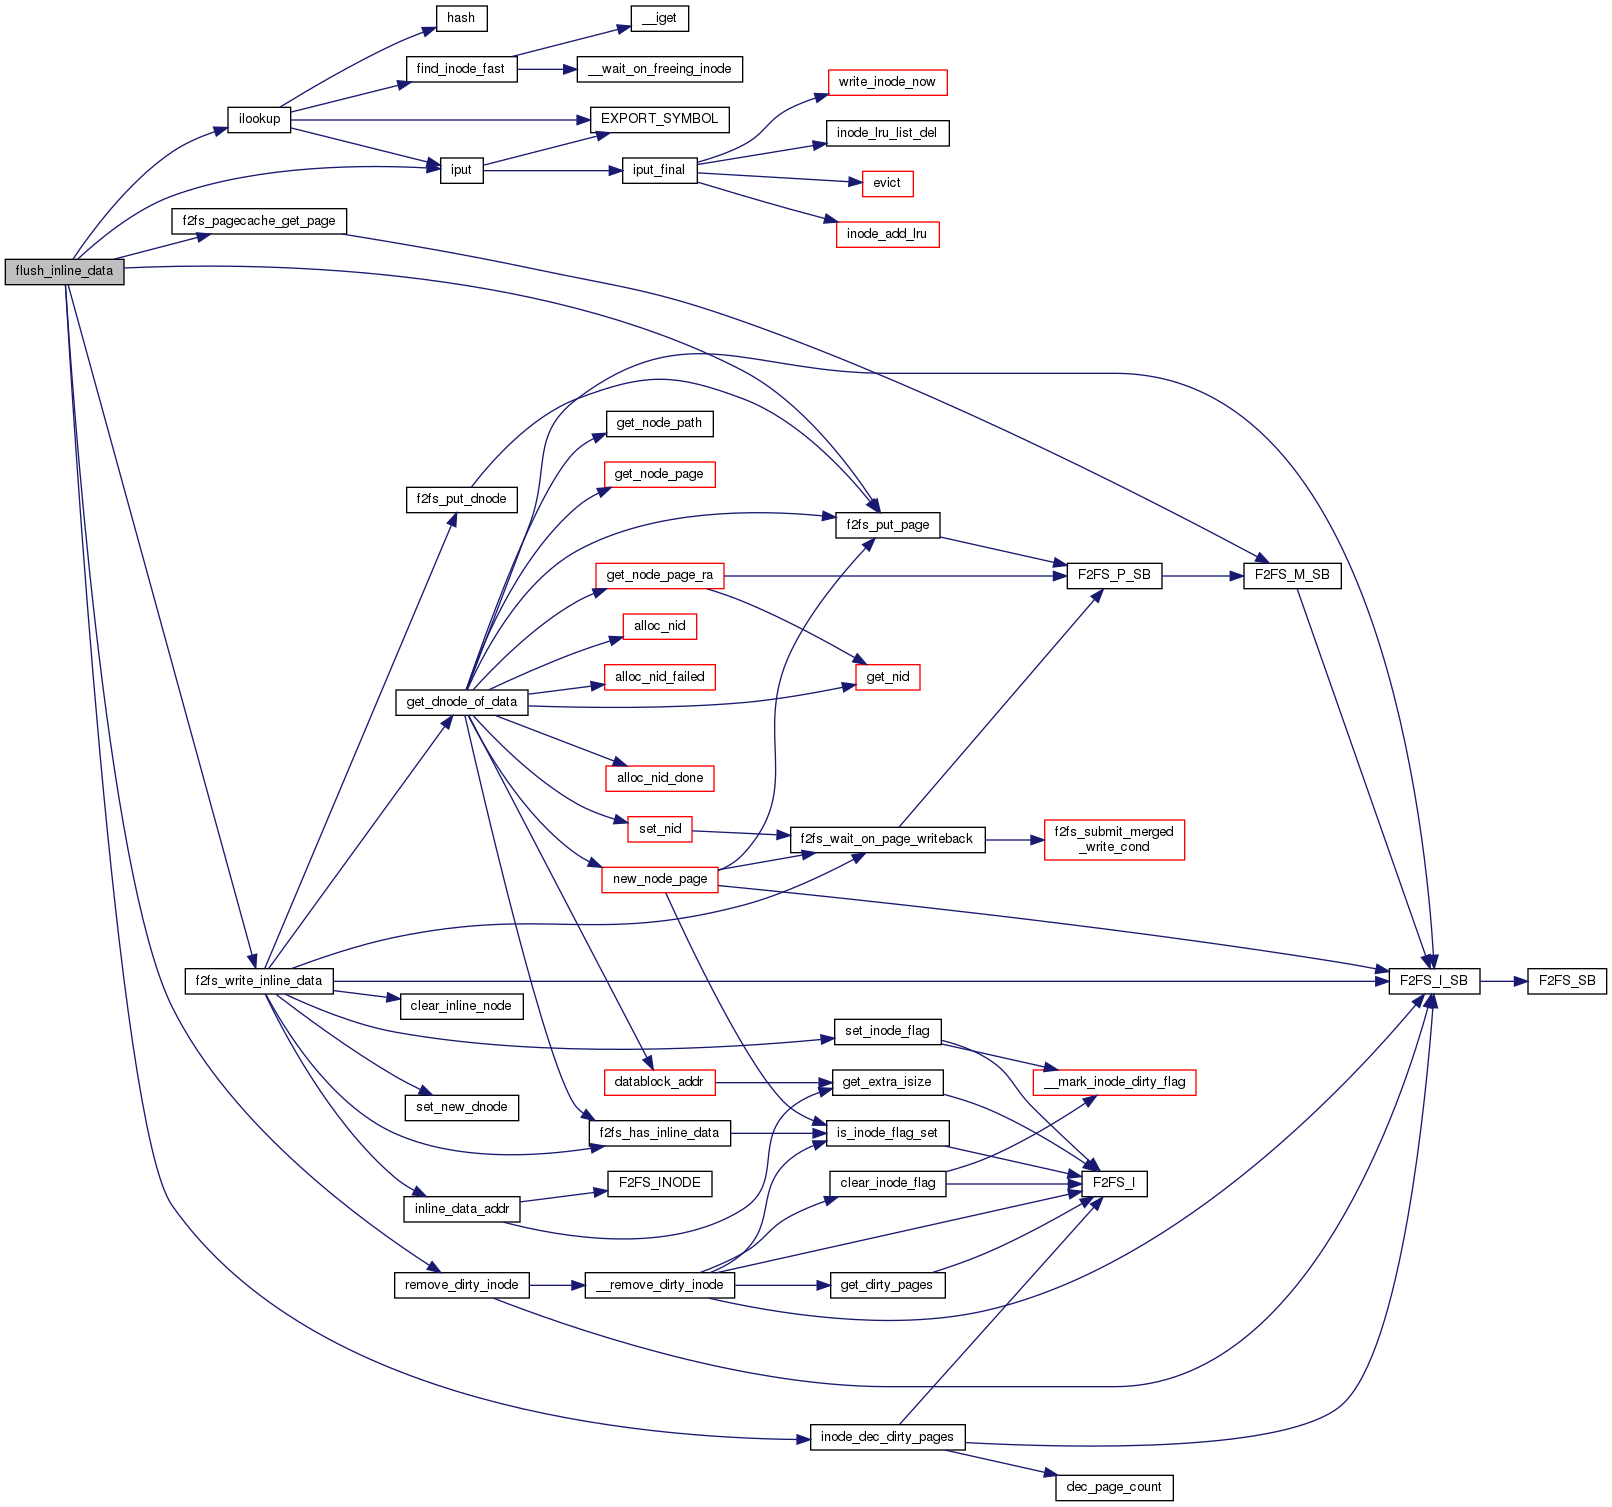 hash
__iget
find_inode_fast
__wait_on_freeing_inode
write_inode_now
ilookup
EXPORT_SYMBOL
inode_lru_list_del
iput
iput_final
evict
f2fs_pagecache_get_page
inode_add_lru
flush_inline_data
get_node_path
get_node_page
f2fs_put_dnode
f2fs_put_page
get_node_page_ra
F2FS_P_SB
F2FS_M_SB
alloc_nid
alloc_nid_failed
get_nid
get_dnode_of_data
alloc_nid_done
set_nid
f2fs_wait_on_page_writeback
f2fs_submit_merged
_write_cond
new_node_page
f2fs_write_inline_data
F2FS_I_SB
F2FS_SB
clear_inline_node
set_inode_flag
datablock_addr
get_extra_isize
__mark_inode_dirty_flag
set_new_dnode
f2fs_has_inline_data
is_inode_flag_set
F2FS_INODE
clear_inode_flag
F2FS_I
inline_data_addr
remove_dirty_inode
__remove_dirty_inode
get_dirty_pages
inode_dec_dirty_pages
dec_page_count